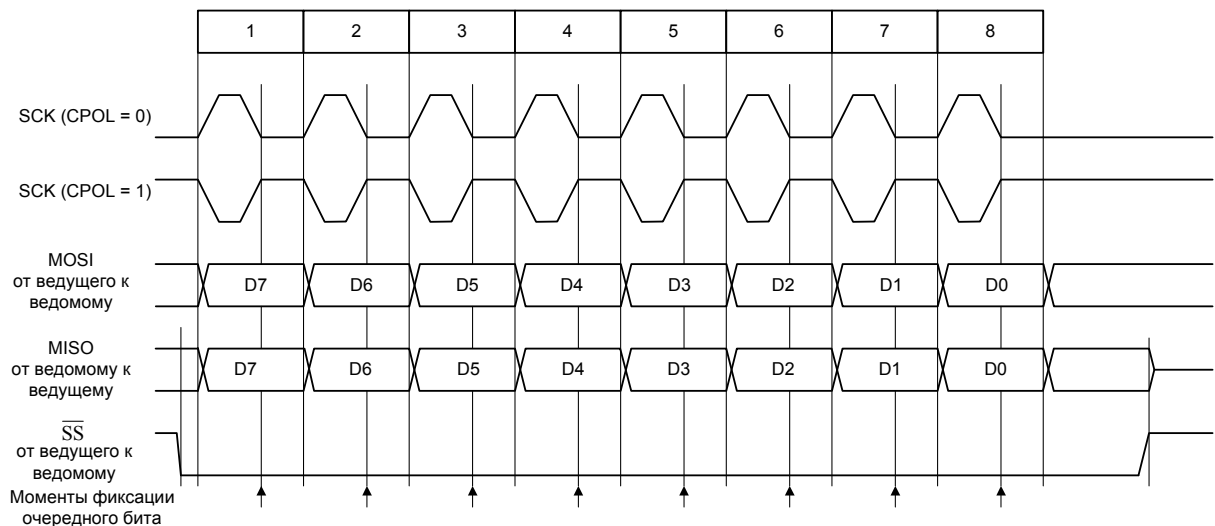 1 2 3 4 5 6 7 8
SCK (CPOL = 0)
SCK (CPOL = 1)
MOSI
от ведущего к
ведомому
D7 D6 D5 D4 D3 D2 D1 D0
MISO
от ведомому к
ведущему
D7 D6 D5 D4 D3 D2 D1 D0
SS
от ведущего к
ведомому
Моменты фиксации
очередного бита